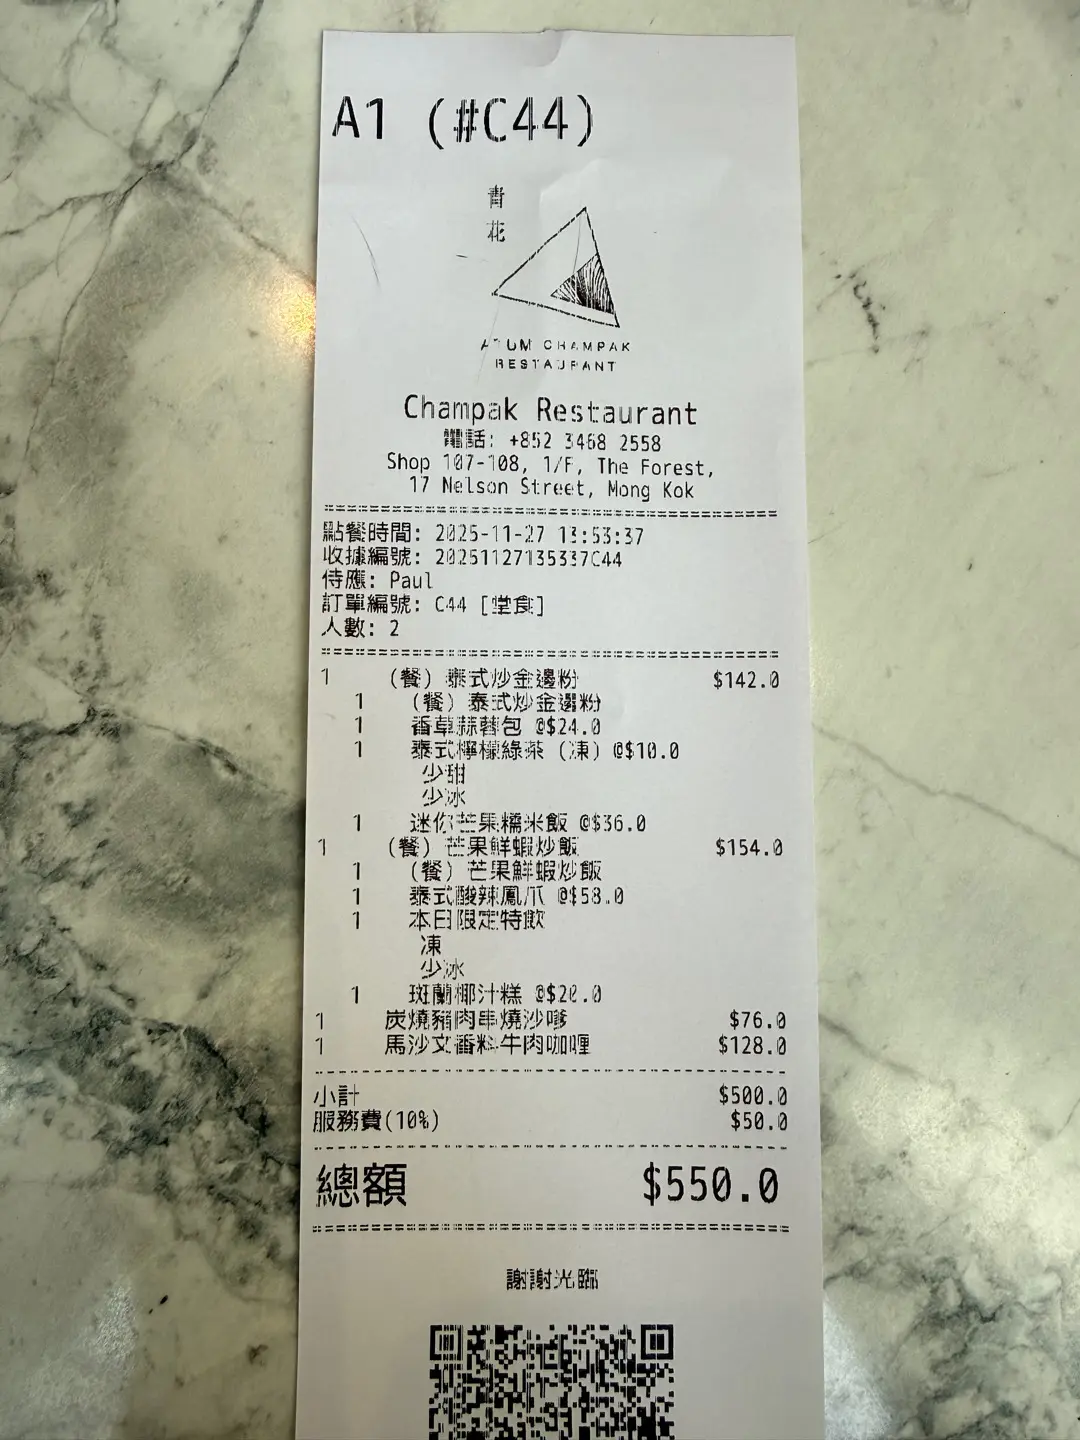 A1 (#C44)
青花
ATUM CHAMPAK
RESTAURANT
Champak Restaurant
電話: +852 3468 2558
Shop 107-108, 1/F, The Forest,
17 Nelson Street, Mong Kok
點餐時間: 2025-11-27 13:53:37
收據編號: 20251127135337C44
侍應: Paul
訂單編號: C44 [堂食]
人數: 2
1 (餐) 泰式炒金邊粉 $142.0
1 (餐) 泰式炒金邊粉
1 香草蒜蓉包 @$24.0
1 泰式檸檬綠茶 (凍) @$10.0
少甜
少冰
1 迷你芒果糯米飯 @$36.0
1 (餐) 芒果鮮蝦炒飯 $154.0
1 (餐) 芒果鮮蝦炒飯
1 泰式酸辣鳳爪 @$58.0
1 本日限定特飲
凍
少冰
1 斑蘭椰汁糕 @$20.0
1 炭燒豬肉串燒沙嗲 $76.0
1 馬沙文香料牛肉咖喱 $128.0
小計 $500.0
服務費(10%) $50.0
總額 $550.0
謝謝光臨